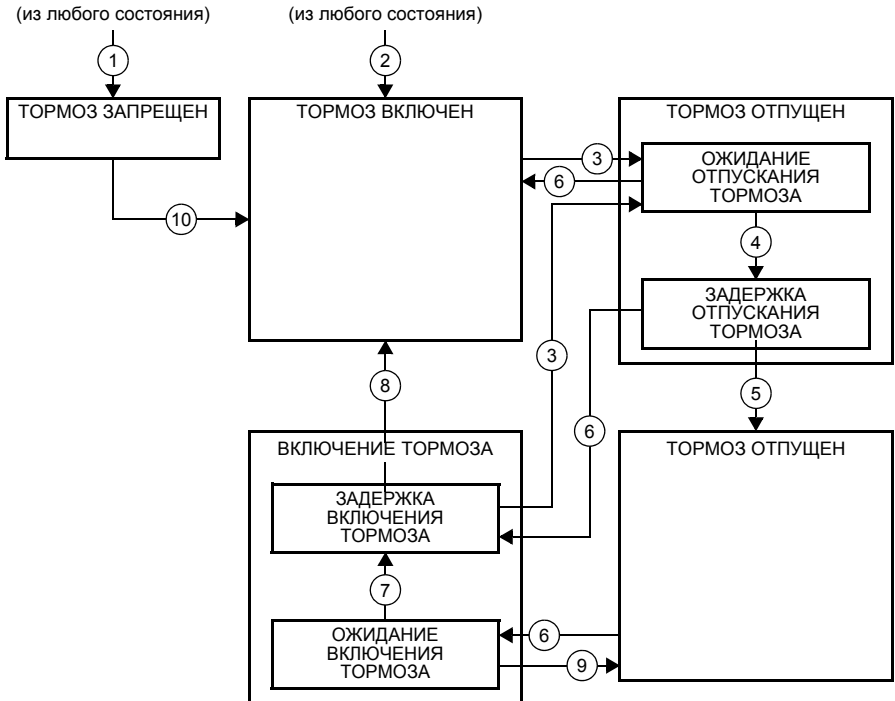 (из любого состояния)
(из любого состояния)
1
2
ТОРМОЗ ЗАПРЕЩЕН
ТОРМОЗ ВКЛЮЧЕН
ТОРМОЗ ОТПУЩЕН
3
ОЖИДАНИЕ
ОТПУСКАНИЯ
ТОРМОЗА
6
10
4
ЗАДЕРЖКА
ОТПУСКАНИЯ
ТОРМОЗА
3
8
5
6
ВКЛЮЧЕНИЕ ТОРМОЗА
ТОРМОЗ ОТПУЩЕН
ЗАДЕРЖКА
ВКЛЮЧЕНИЯ
ТОРМОЗА
7
ОЖИДАНИЕ
ВКЛЮЧЕНИЯ
ТОРМОЗА
6
9